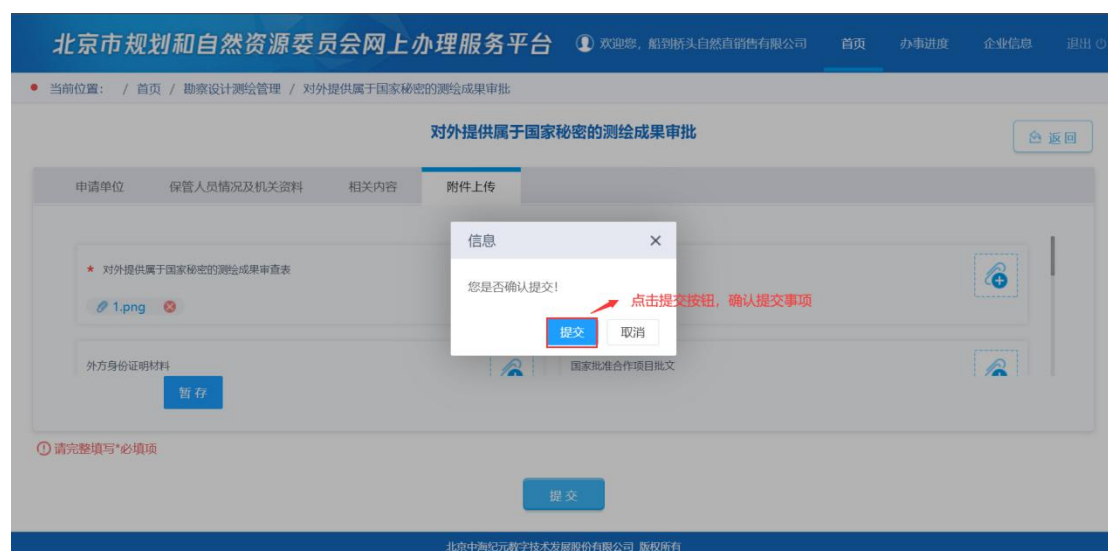 北京市规划和自然资源委员会网上办理服务平台 欢迎您，船到桥头自然直销售有限公司 首页 办事进度 企业信息 退出
当前位置： / 首页 / 勘察设计测绘管理 / 对外提供属于国家秘密的测绘成果审批
对外提供属于国家秘密的测绘成果审批
返回
申请单位 保管人员情况及机关资料 相关内容 附件上传
信息
* 对外提供属于国家秘密的测绘成果审查表
您是否确认提交!
1.png
点击提交按钮，确认提交事项
提交 取消
外方身份证明材料 国家批准合作项目批文
暂存
请完整填写*必填项
提交
北京中海纪元数字技术发展股份有限公司 版权所有